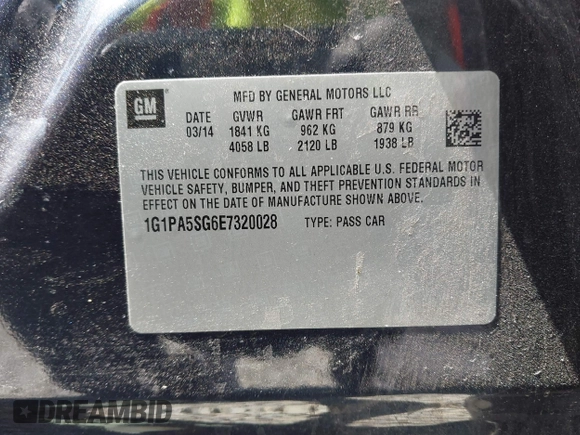 GM
MFD BY GENERAL MOTORS LLC
DATE GVWR GAWR FRT GAWR RR
03/14 1841 KG 962 KG 879 KG
4058 LB 2120 LB 1938 LB
THIS VEHICLE CONFORMS TO ALL APPLICABLE U.S. FEDERAL MOTOR
VEHICLE SAFETY, BUMPER, AND THEFT PREVENTION STANDARDS IN
EFFECT ON THE DATE OF MANUFACTURE SHOWN ABOVE.
1G1PA5SG6E7320028 TYPE: PASS CAR
DREAMBID